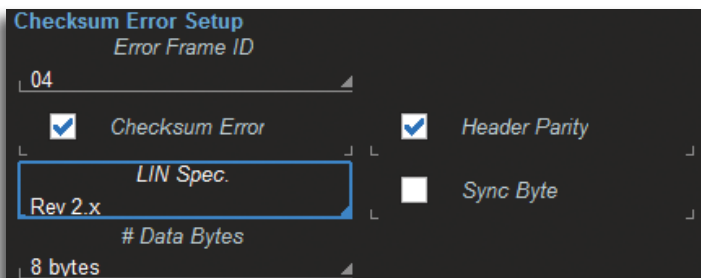 Checksum Error Setup
Error Frame ID
04
Checksum Error
Header Parity
LIN Spec.
Rev 2.x
Sync Byte
# Data Bytes
8 bytes